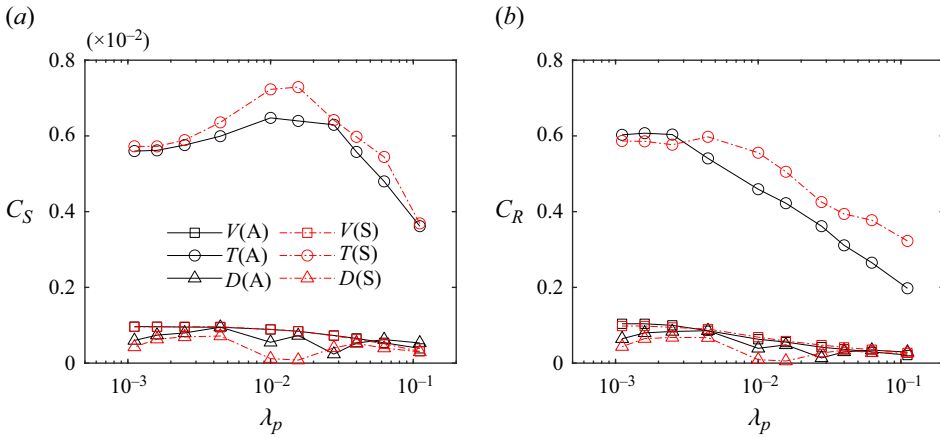 (a)
(×10⁻²)
0.8
0.6
0.4
0.2
0
C_S
V(A) V(S)
T(A) T(S)
D(A) D(S)
10⁻³ 10⁻² 10⁻¹
λ_p
(b)
0.8
0.6
0.4
0.2
0
C_R
10⁻³ 10⁻² 10⁻¹
λ_p